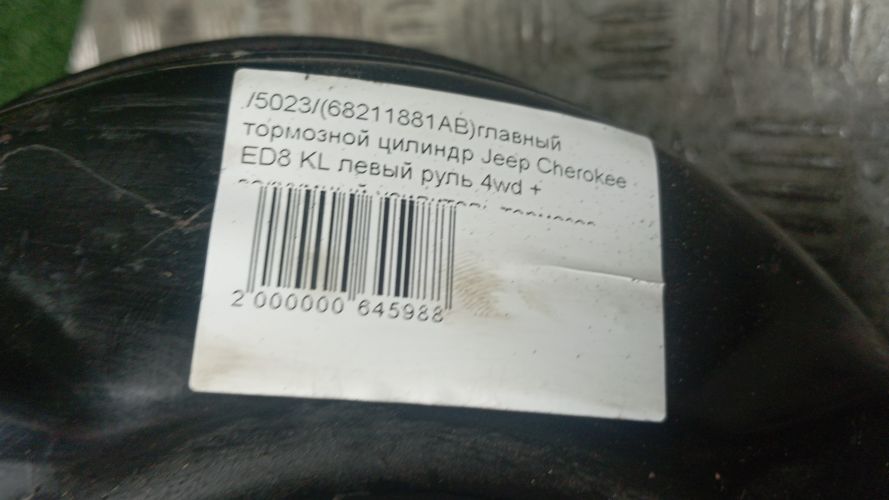 /5023/(68211881AB)главный
тормозной цилиндр Jeep Cherokee
ED8 KL левый руль 4wd +
2 000000 645988